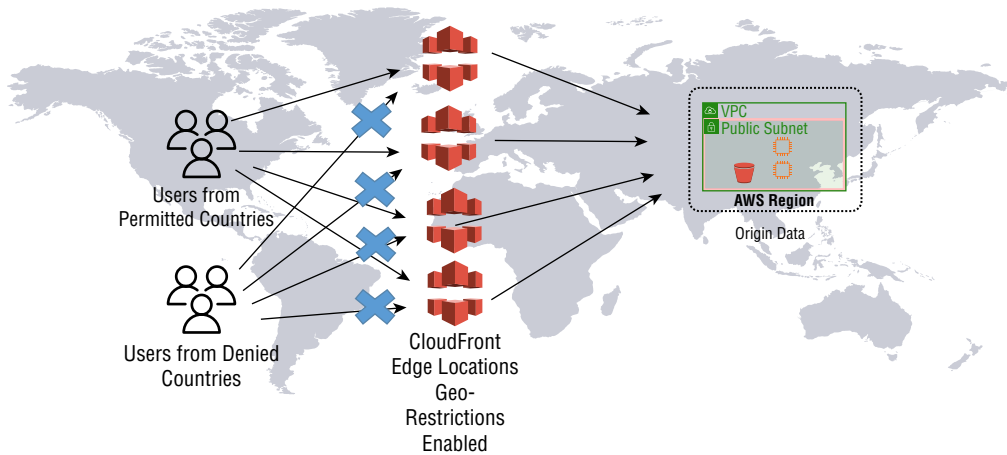 Users from
Permitted Countries
Users from Denied
Countries
CloudFront
Edge Locations
Geo-
Restrictions
Enabled
VPC
Public Subnet
AWS Region
Origin Data